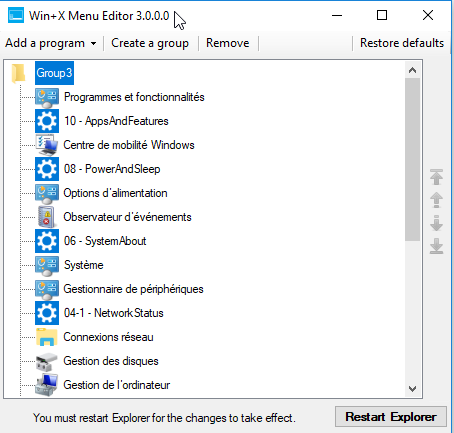 Win+X Menu Editor 3.0.0.0
Add a program Create a group Remove Restore defaults
Group3
Programmes et fonctionnalités
10 - AppsAndFeatures
Centre de mobilité Windows
08 - PowerAndSleep
Options d'alimentation
Observateur d'événements
06 - SystemAbout
Système
Gestionnaire de périphériques
04-1 - NetworkStatus
Connexions réseau
Gestion des disques
Gestion de l'ordinateur
You must restart Explorer for the changes to take effect. Restart Explorer